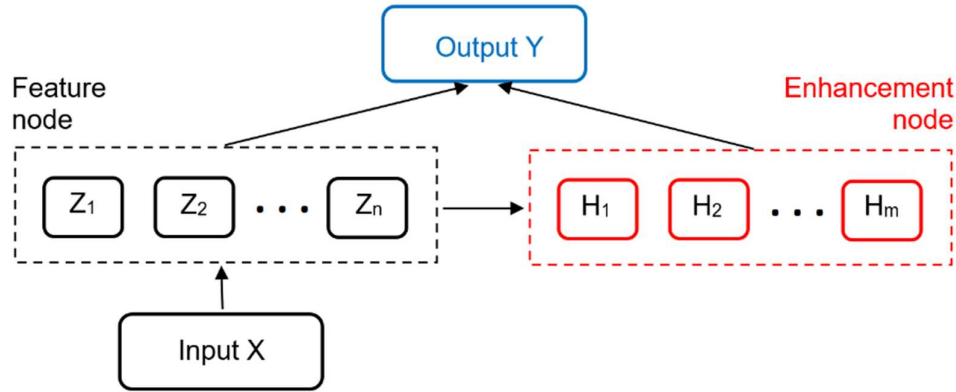 Output Y
Feature
node
Enhancement
node
Z₁ Z₂ ... Zₙ
H₁ H₂ ... Hₘ
Input X